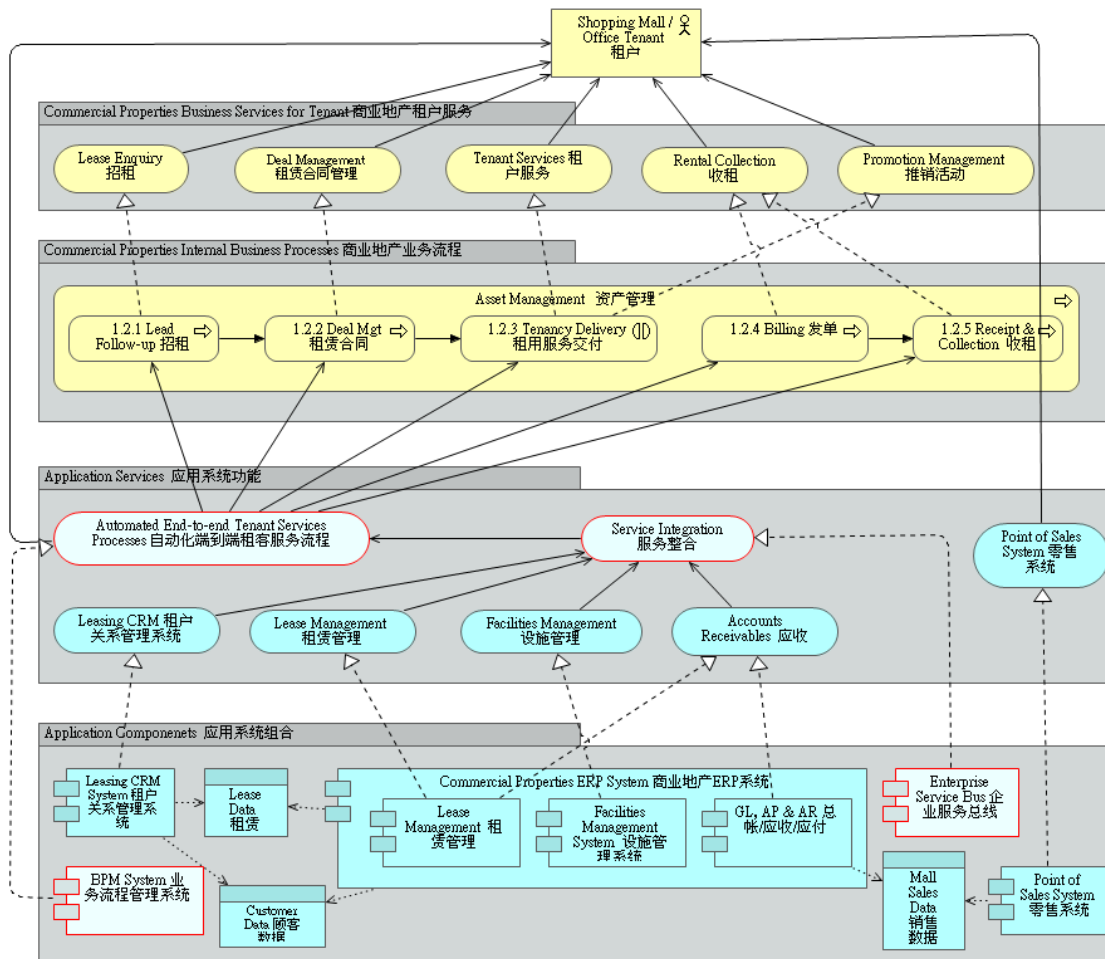 Shopping Mall /
Office Tenant
租户
Commercial Properties Business Services for Tenant 商业地产租户服务
Lease Enquiry
招租
Deal Management
租赁合同管理
Tenant Services 租
户服务
Rental Collection
收租
Promotion Management
推销活动
Commercial Properties Internal Business Processes 商业地产业务流程
Asset Management 资产管理
1.2.1 Lead
Follow-up 招租
1.2.2 Deal Mgt
租赁合同
1.2.3 Tenancy Delivery
租用服务交付
1.2.4 Billing 发单
1.2.5 Receipt &
Collection 收租
Application Services 应用系统功能
Automated End-to-end Tenant Services
Processes 自动化端到端租客服务流程
Service Integration
服务整合
Point of Sales
System 零售
系统
Leasing CRM 租户
关系管理系统
Lease Management
租赁管理
Facilities Management
设施管理
Accounts
Receivables 应收
Application Componenets 应用系统组合
Leasing CRM
System 租户
关系管理系
统
Lease
Data
租赁
Commercial Properties ERP System 商业地产ERP系统
Lease
Management 租
赁管理
Facilities
Management
System 设施管
理系统
GL, AP & AR 总
帐/应收/应付
Enterprise
Service Bus 企
业服务总线
BPM System 业
务流程管理系统
Customer
Data 顾客
数据
Mall
Sales
Data
销售
数据
Point of
Sales System
零售系统